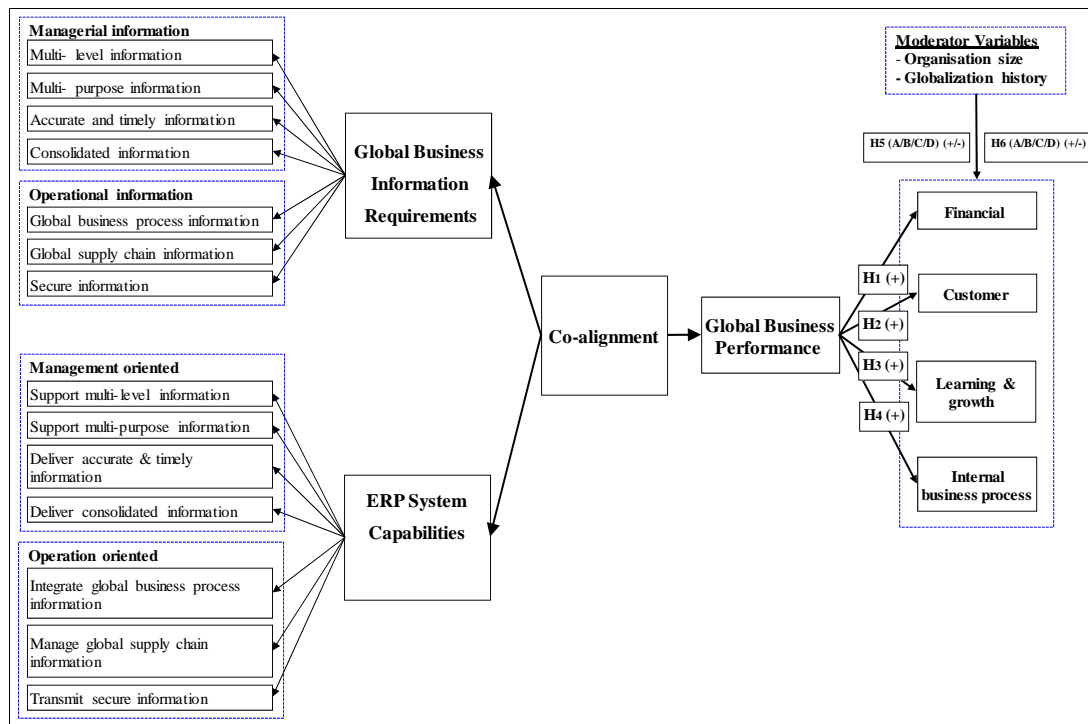 Managerial information
Multi- level information
Multi- purpose information
Accurate and timely information
Consolidated information
Operational information
Global business process information
Global supply chain information
Secure information
Global Business
Information
Requirements
Management oriented
Support multi-level information
Support multi-purpose information
Deliver accurate & timely
information
Deliver consolidated information
Operation oriented
Integrate global business process
information
Manage global supply chain
information
Transmit secure information
ERP System
Capabilities
Co-alignment
Global Business
Performance
Moderator Variables
- Organisation size
- Globalization history
H5 (A/B/C/D) (+/-)
H6 (A/B/C/D) (+/-)
H1 (+)
H2 (+)
H3 (+)
H4 (+)
Financial
Customer
Learning &
growth
Internal
business process